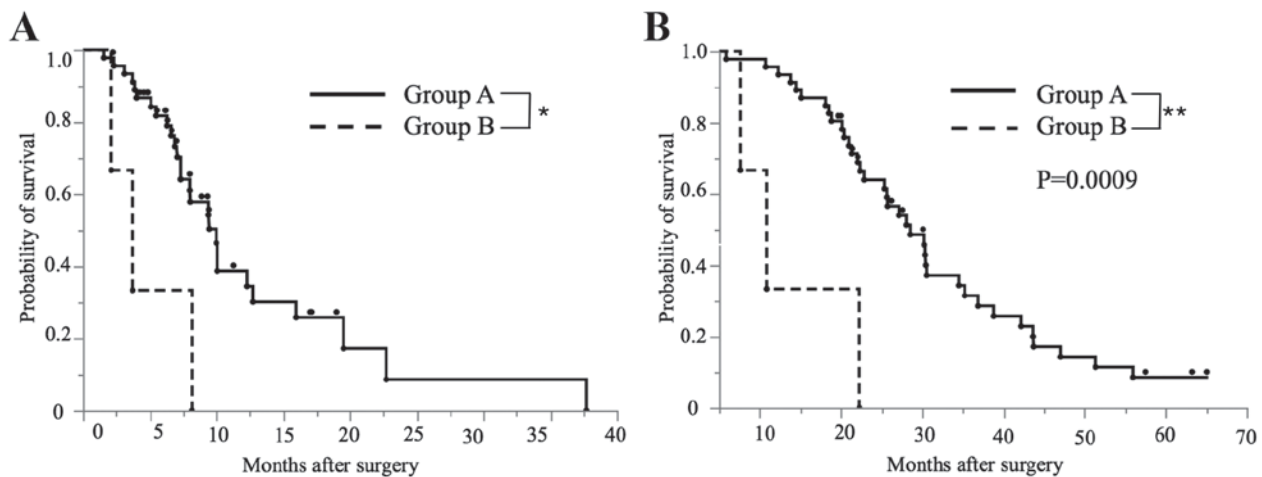 A
Probability of survival
1.0
0.8
0.6
0.4
0.2
0
Group A
Group B
*
0 5 10 15 20 25 30 35 40
Months after surgery
B
Probability of survival
1.0
0.8
0.6
0.4
0.2
0
Group A
Group B
**
P=0.0009
10 20 30 40 50 60 70
Months after surgery